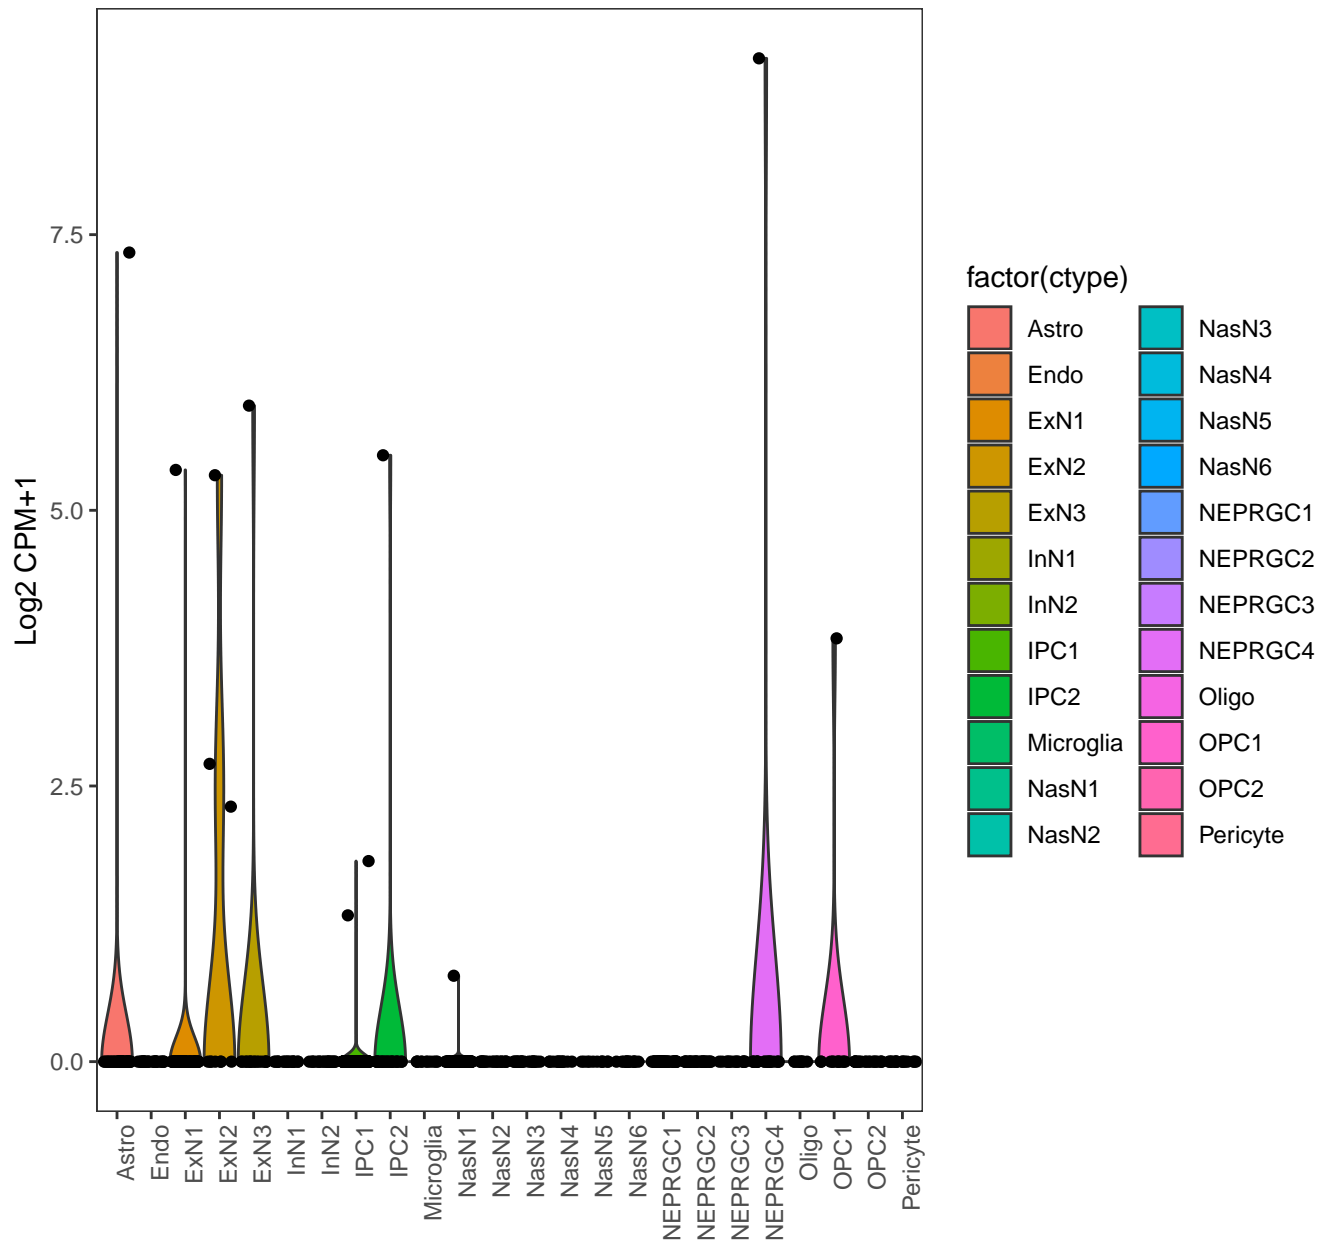 Log2 CPM+1
7.5
5.0
2.5
0.0
Astro
Endo
ExN1
ExN2
ExN3
InN1
InN2
IPC1
IPC2
Microglia
NasN1
NasN2
NasN3
NasN4
NasN5
NasN6
NEPRGC1
NEPRGC2
NEPRGC3
NEPRGC4
Oligo
OPC1
OPC2
Pericyte
factor(ctype)
Astro
Endo
ExN1
ExN2
ExN3
InN1
InN2
IPC1
IPC2
Microglia
NasN1
NasN2
NasN3
NasN4
NasN5
NasN6
NEPRGC1
NEPRGC2
NEPRGC3
NEPRGC4
Oligo
OPC1
OPC2
Pericyte